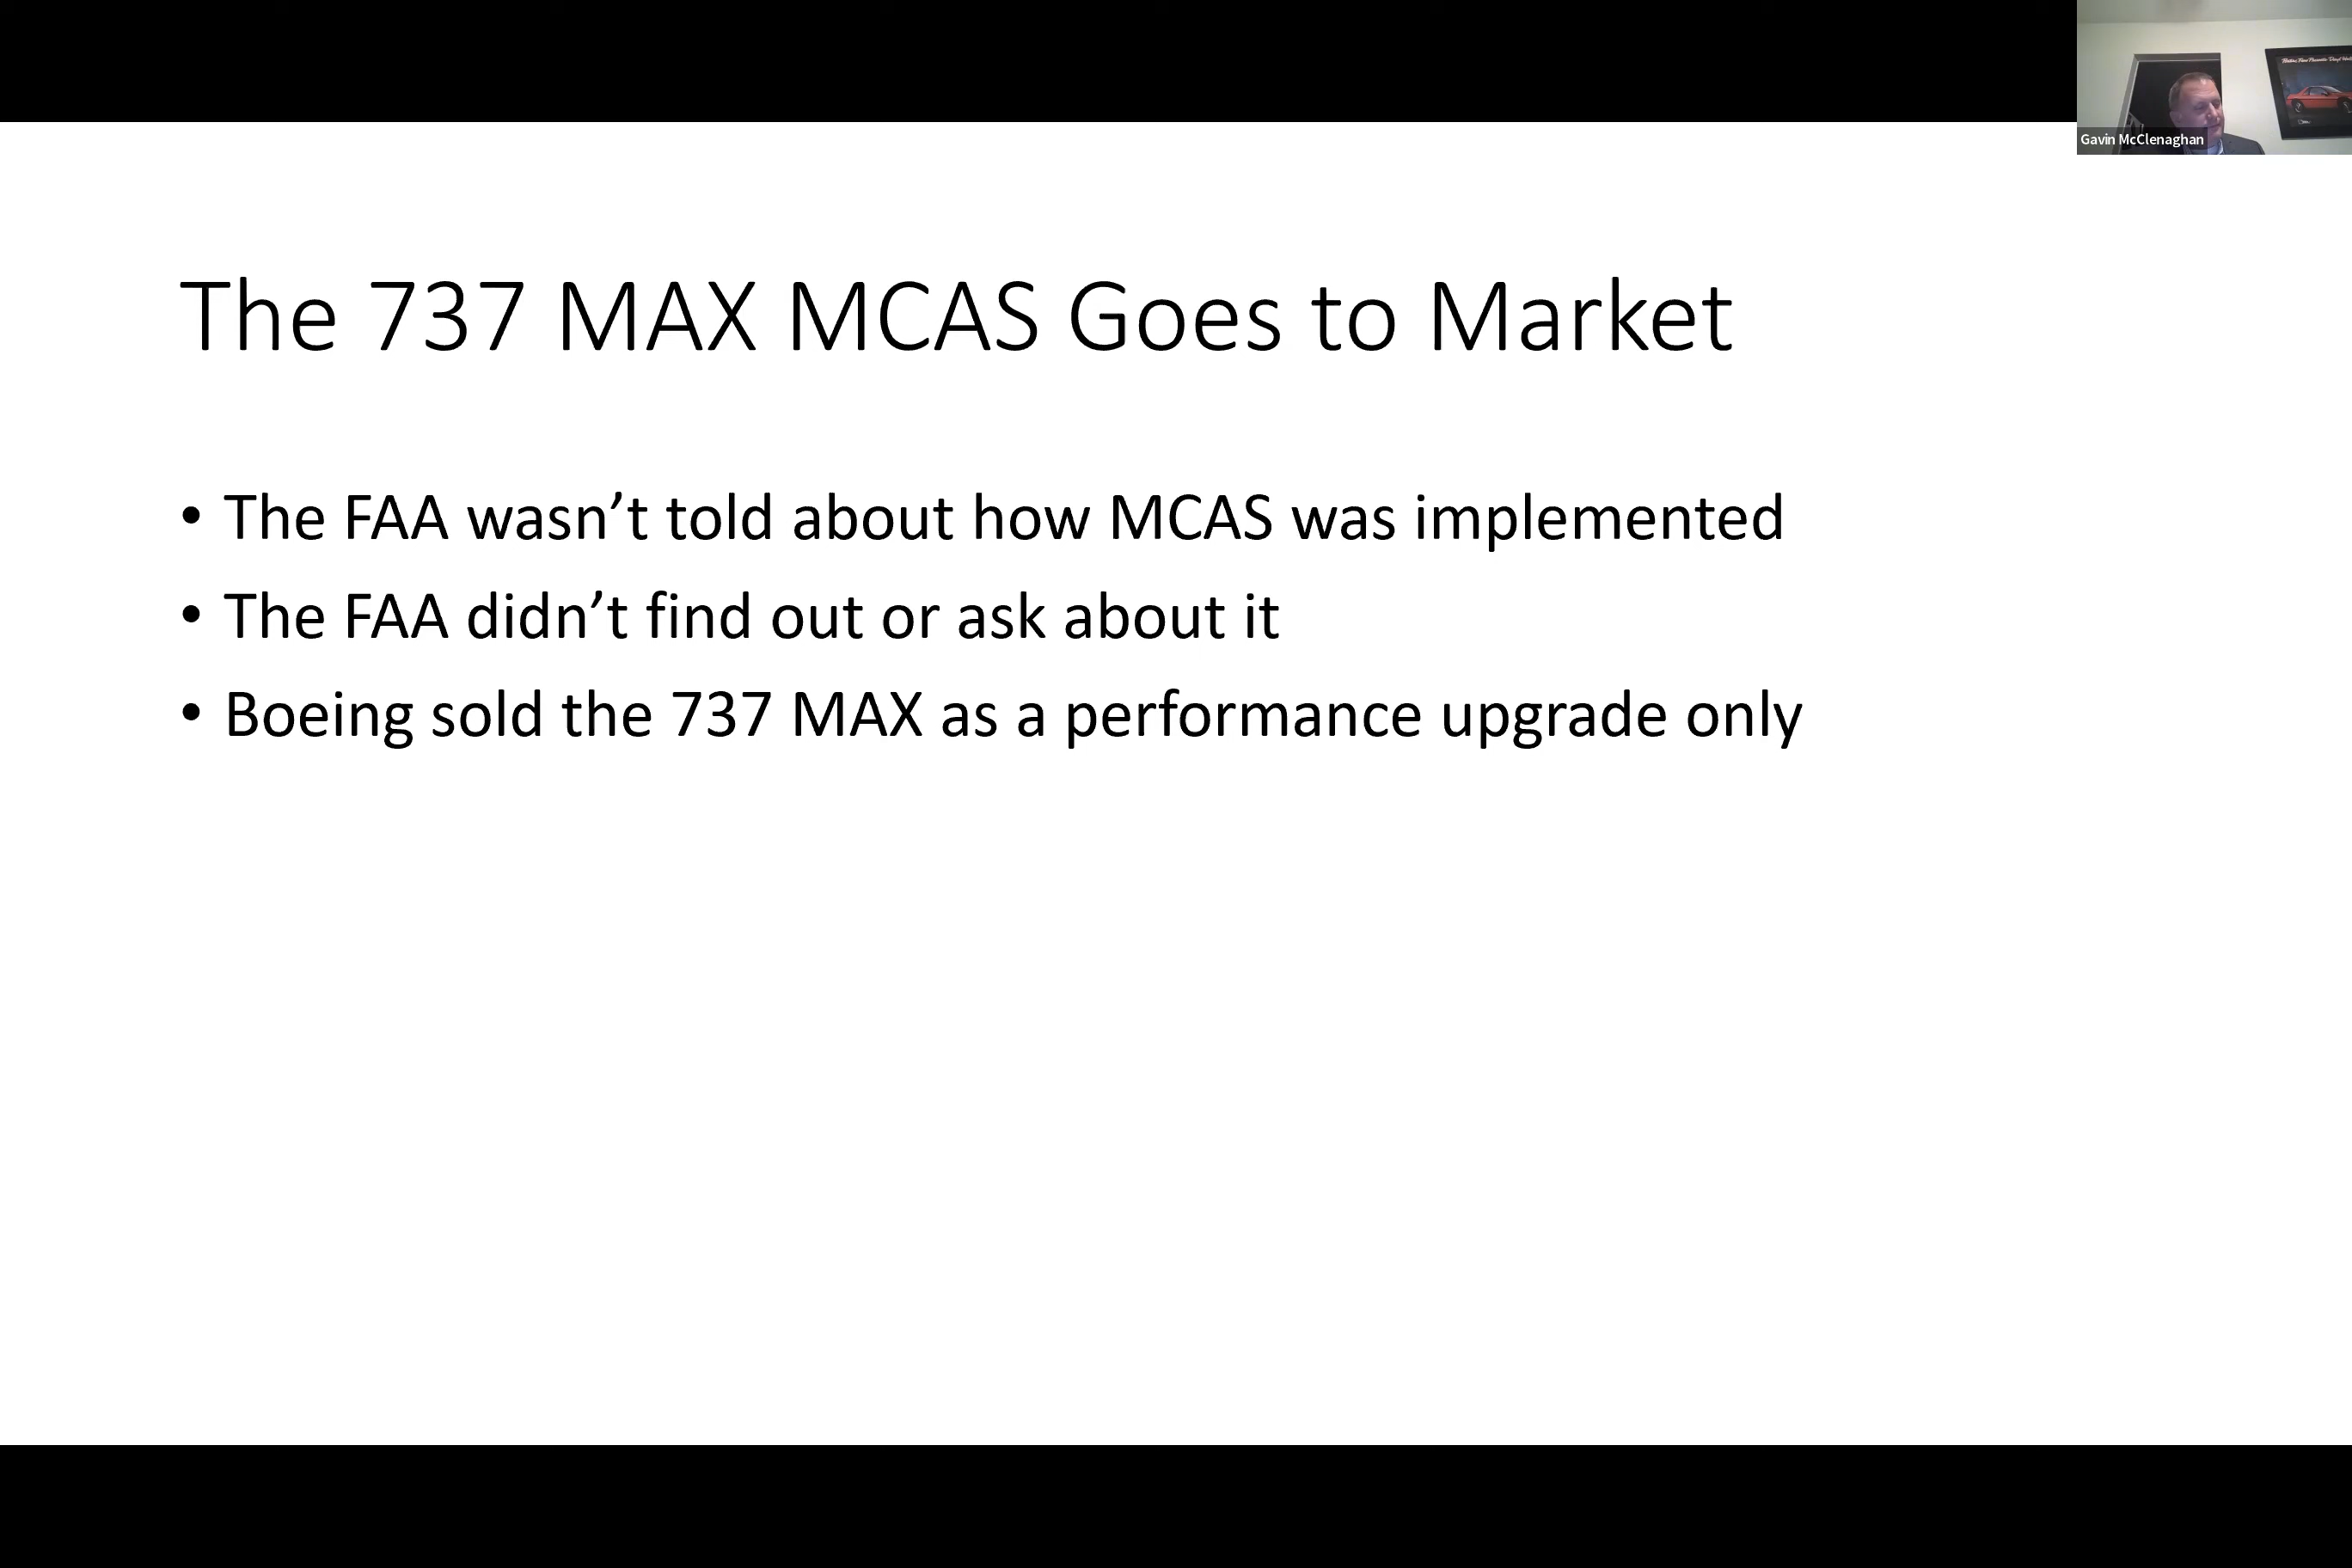 Gavin McClenaghan
The 737 MAX MCAS Goes to Market
• The FAA wasn’t told about how MCAS was implemented
• The FAA didn’t find out or ask about it
• Boeing sold the 737 MAX as a performance upgrade only